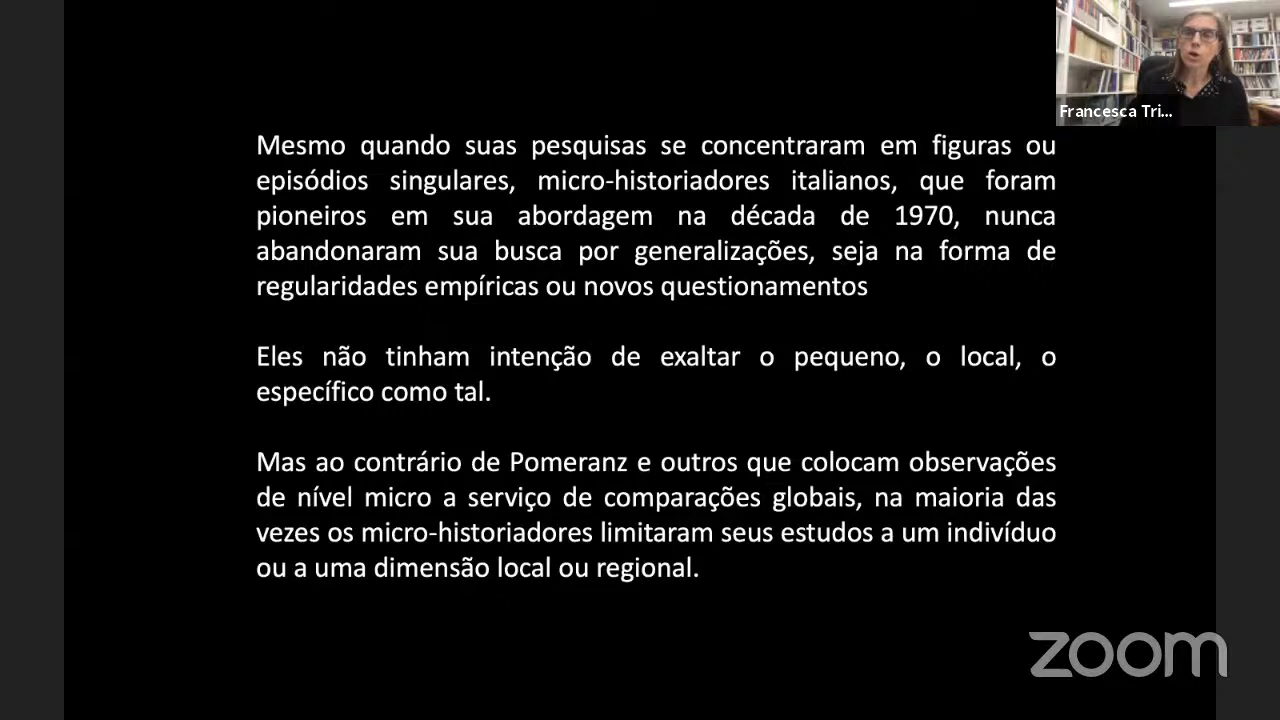 Francesca Tri...
Mesmo quando suas pesquisas se concentraram em figuras ou
episódios singulares, micro-historiadores italianos, que foram
pioneiros em sua abordagem na década de 1970, nunca
abandonaram sua busca por generalizações, seja na forma de
regularidades empíricas ou novos questionamentos
Eles não tinham intenção de exaltar o pequeno, o local, o
específico como tal.
Mas ao contrário de Pomeranz e outros que colocam observações
de nível micro a serviço de comparações globais, na maioria das
vezes os micro-historiadores limitaram seus estudos a um indivíduo
ou a uma dimensão local ou regional.
zoom